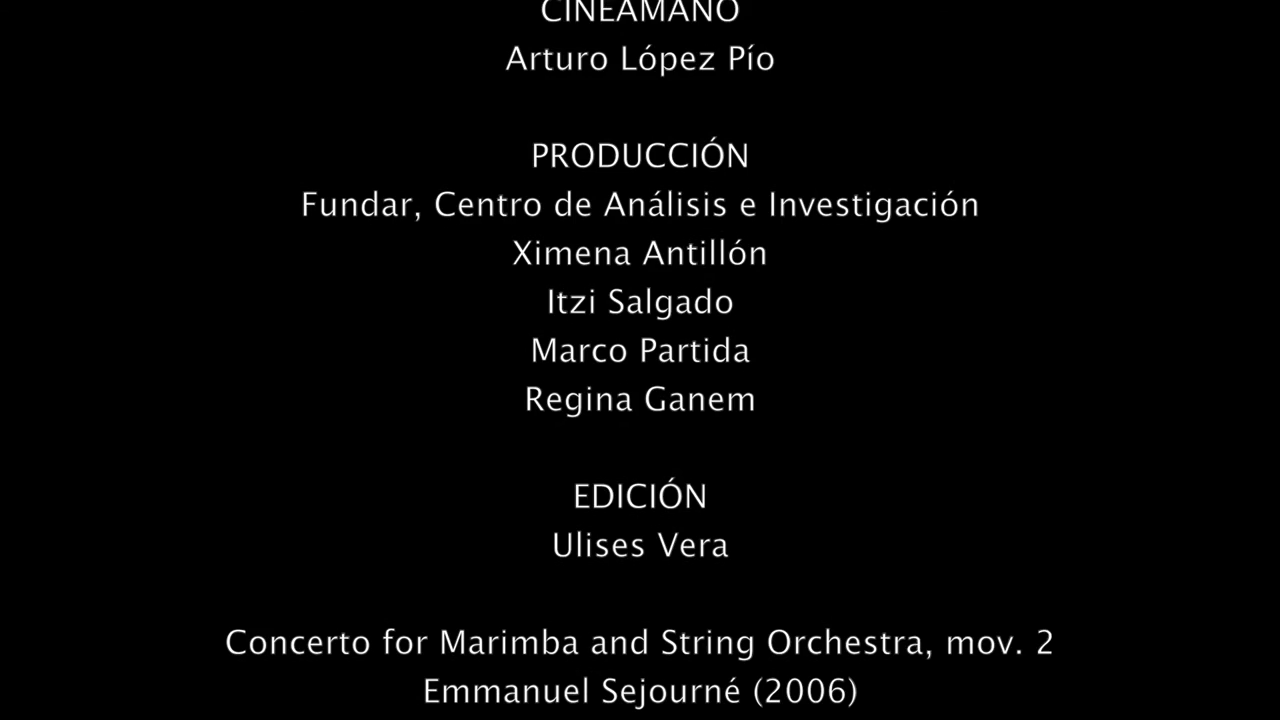 CINEAMANO
Arturo López Pío
PRODUCCIÓN
Fundar, Centro de Análisis e Investigación
Ximena Antillón
Itzi Salgado
Marco Partida
Regina Ganem
EDICIÓN
Ulises Vera
Concerto for Marimba and String Orchestra, mov. 2
Emmanuel Sejourné (2006)